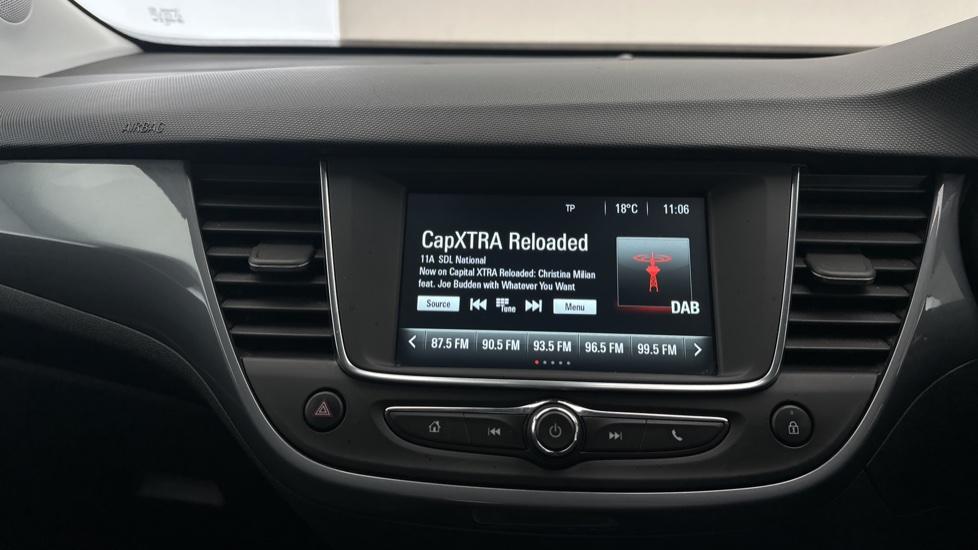 AIRBAG
TP 18°C 11:06
CapXTRA Reloaded
11A SDL National
Now on Capital XTRA Reloaded: Christina Milian
feat. Joe Budden with Whatever You Want
Source Tune Menu
DAB
87.5 FM 90.5 FM 93.5 FM 96.5 FM 99.5 FM